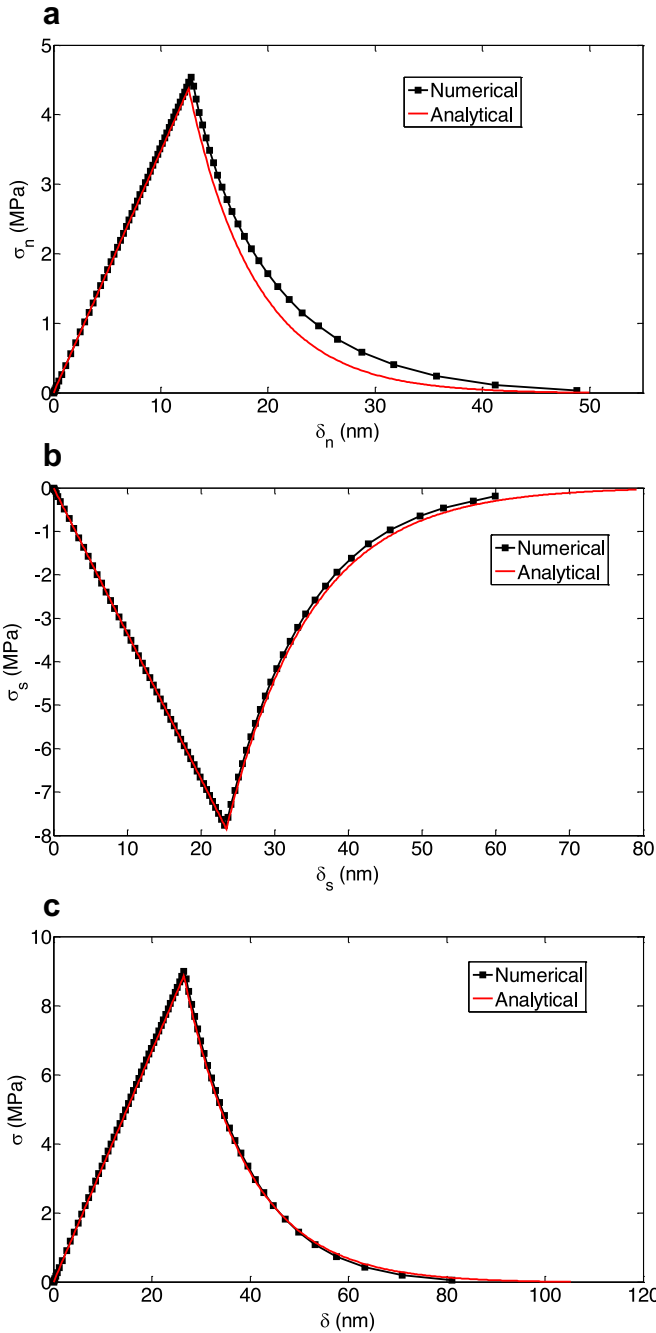 a
5
4
3
2
1
0
σn (MPa)
0 10 20 30 40 50
δn (nm)
Numerical
Analytical
b
0
-1
-2
-3
-4
-5
-6
-7
-8
σs (MPa)
0 10 20 30 40 50 60 70 80
δs (nm)
Numerical
Analytical
c
10
8
6
4
2
0
σ (MPa)
0 20 40 60 80 100 120
δ (nm)
Numerical
Analytical